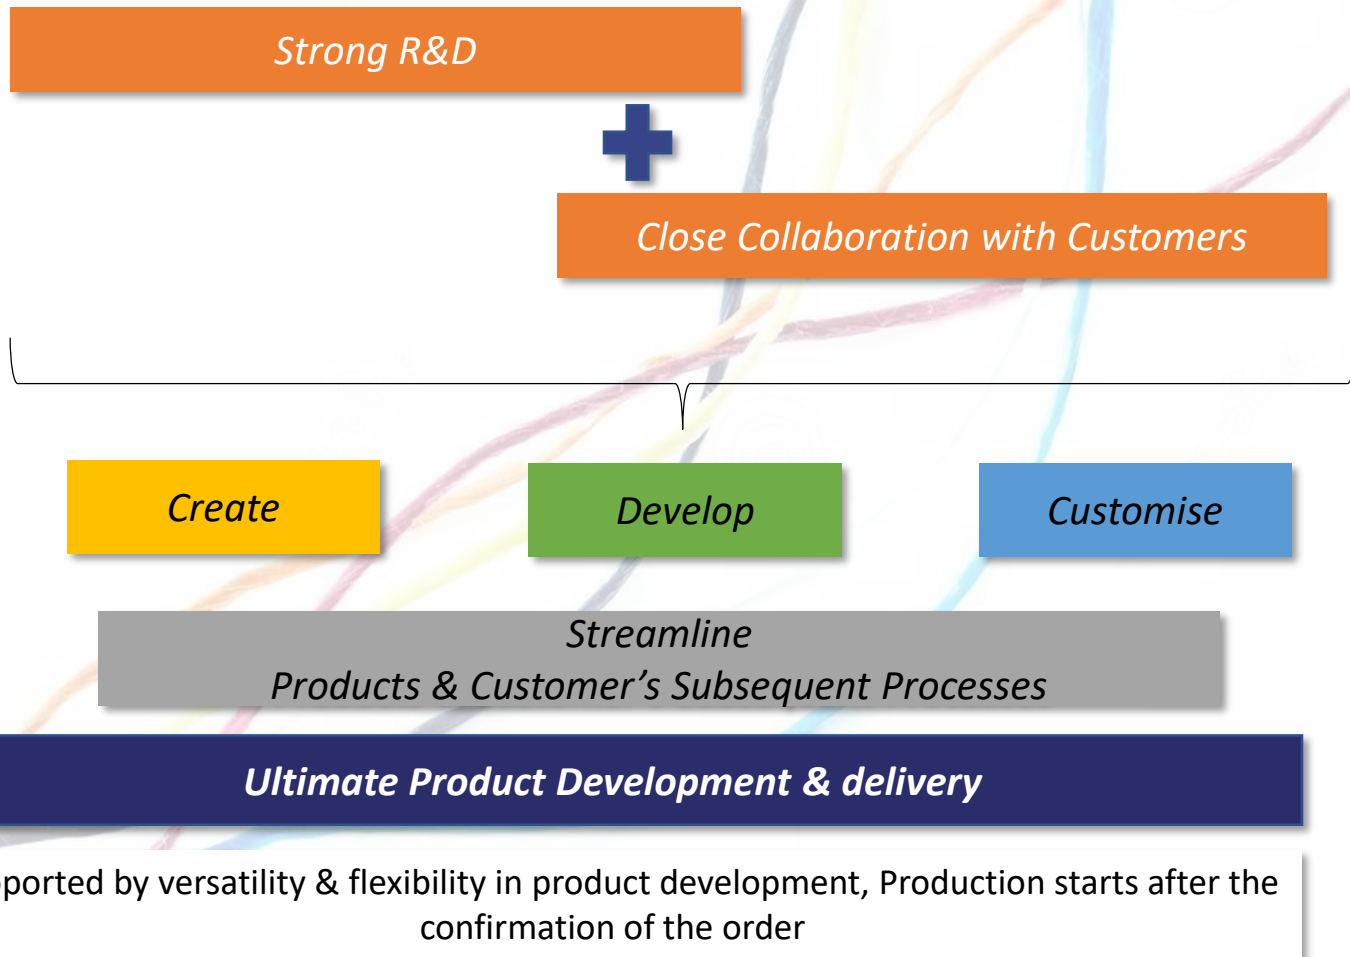 Strong R&D
Close Collaboration with Customers
Create
Develop
Customise
Streamline
Products & Customer’s Subsequent Processes
Ultimate Product Development & delivery
by versatility & flexibility in product development, Production starts after the
confirmation of the order